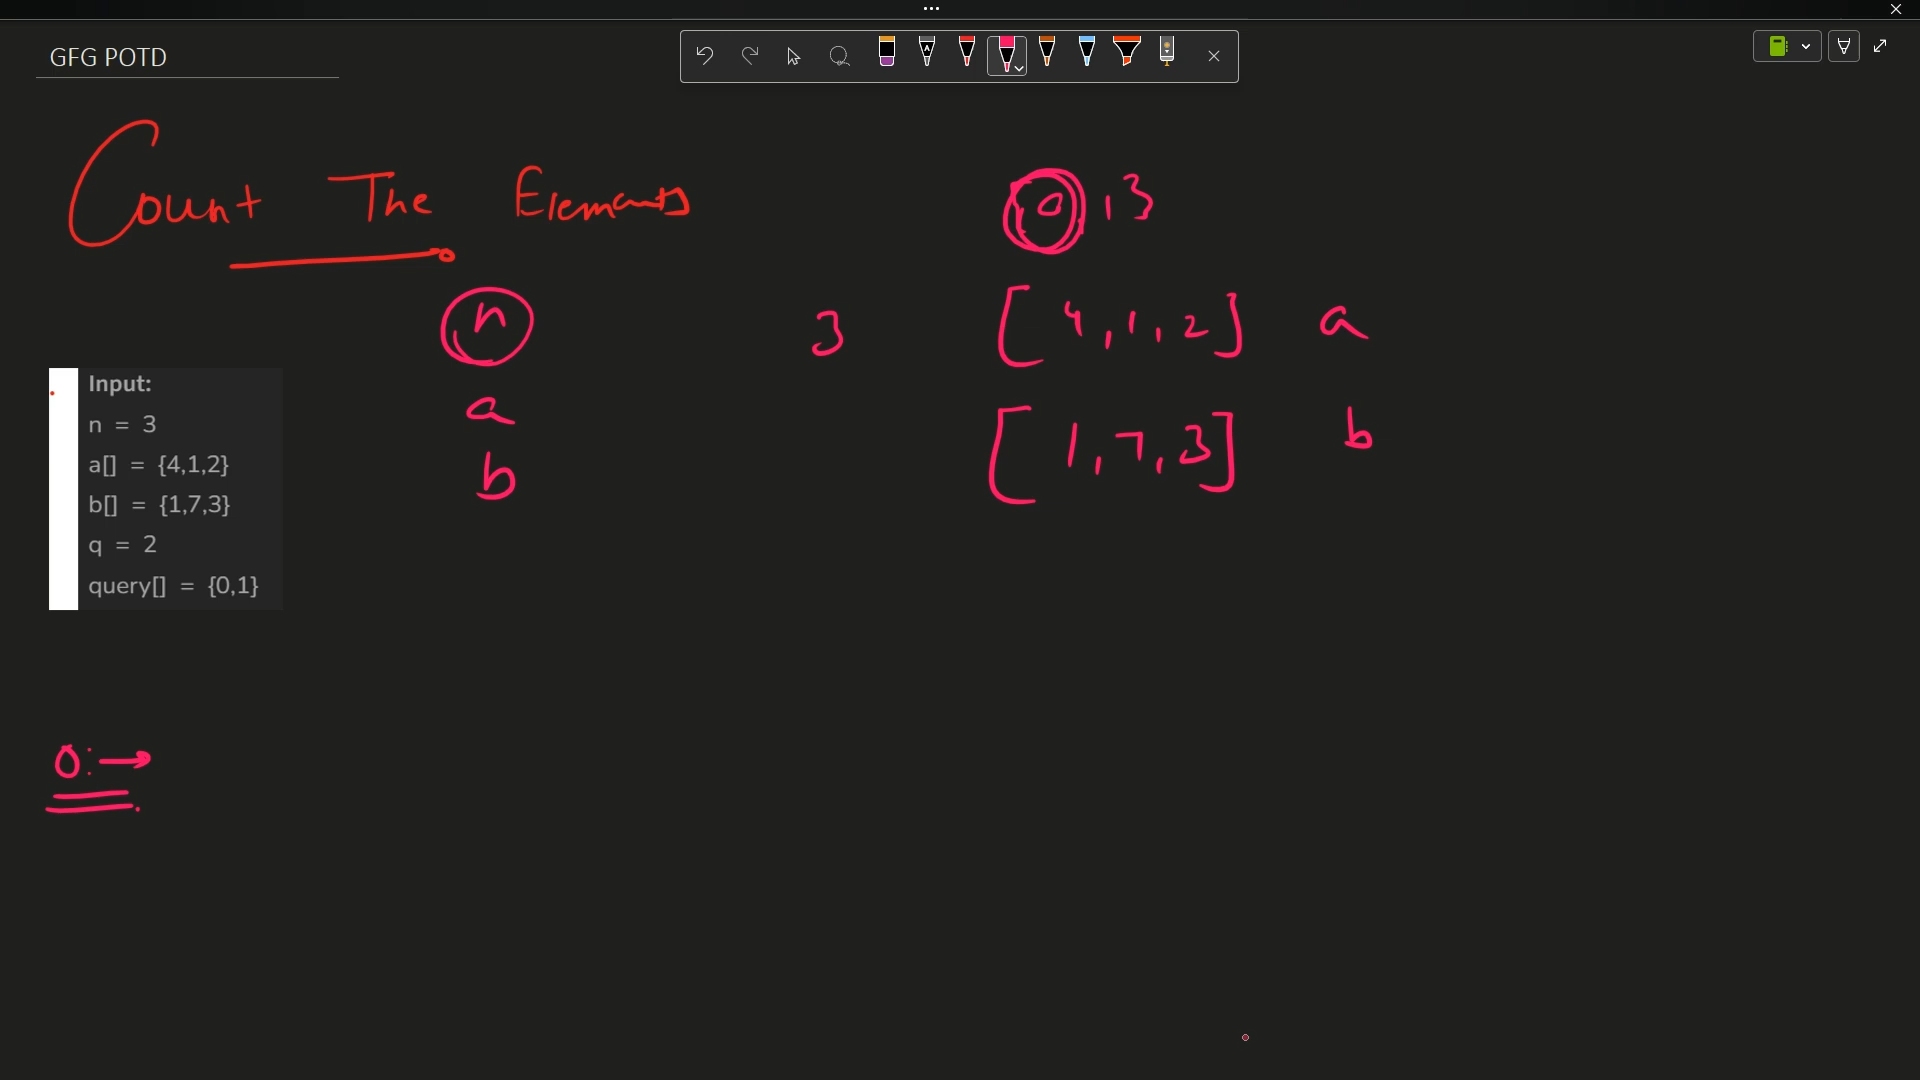 GFG POTD
Count The Elements
0,3
n
3
[4,1,2] a
a
[1,7,3] b
b
Input:
n = 3
a[] = {4,1,2}
b[] = {1,7,3}
q = 2
query[] = {0,1}
0:→